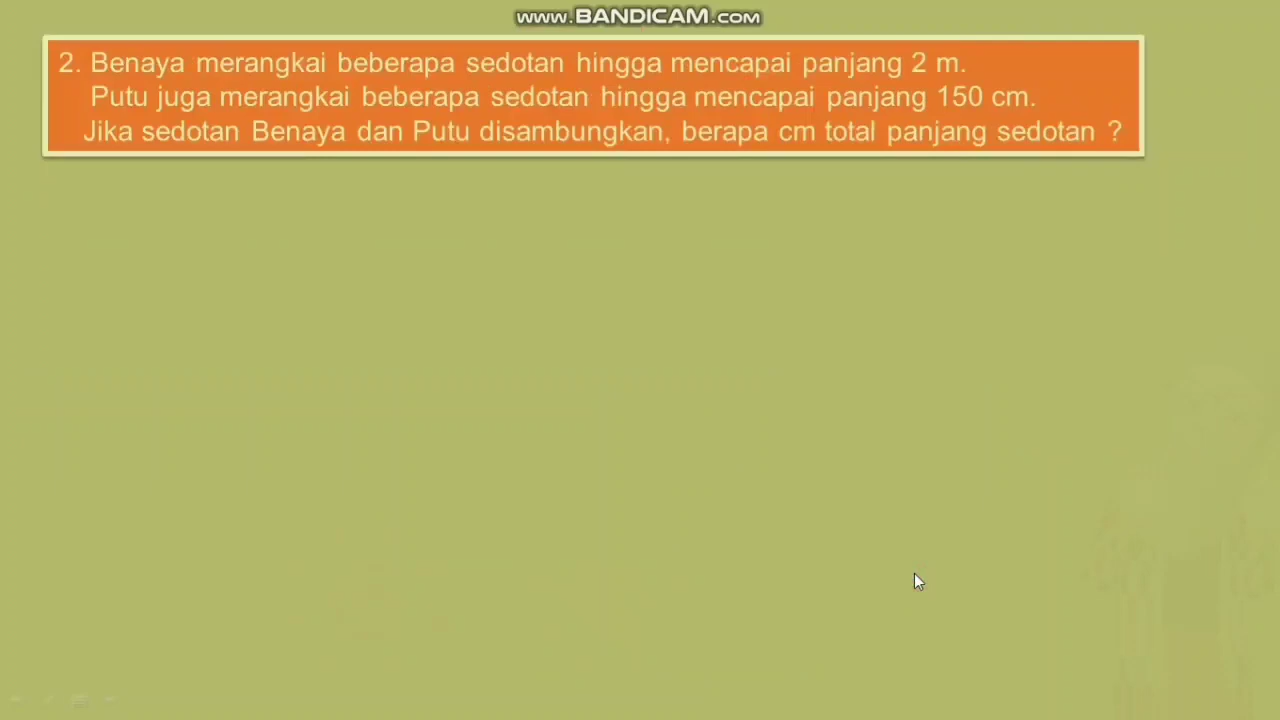 www.BANDICAM.com
2. Benaya merangkai beberapa sedotan hingga mencapai panjang 2 m.
Putu juga merangkai beberapa sedotan hingga mencapai panjang 150 cm.
Jika sedotan Benaya dan Putu disambungkan, berapa cm total panjang sedotan ?